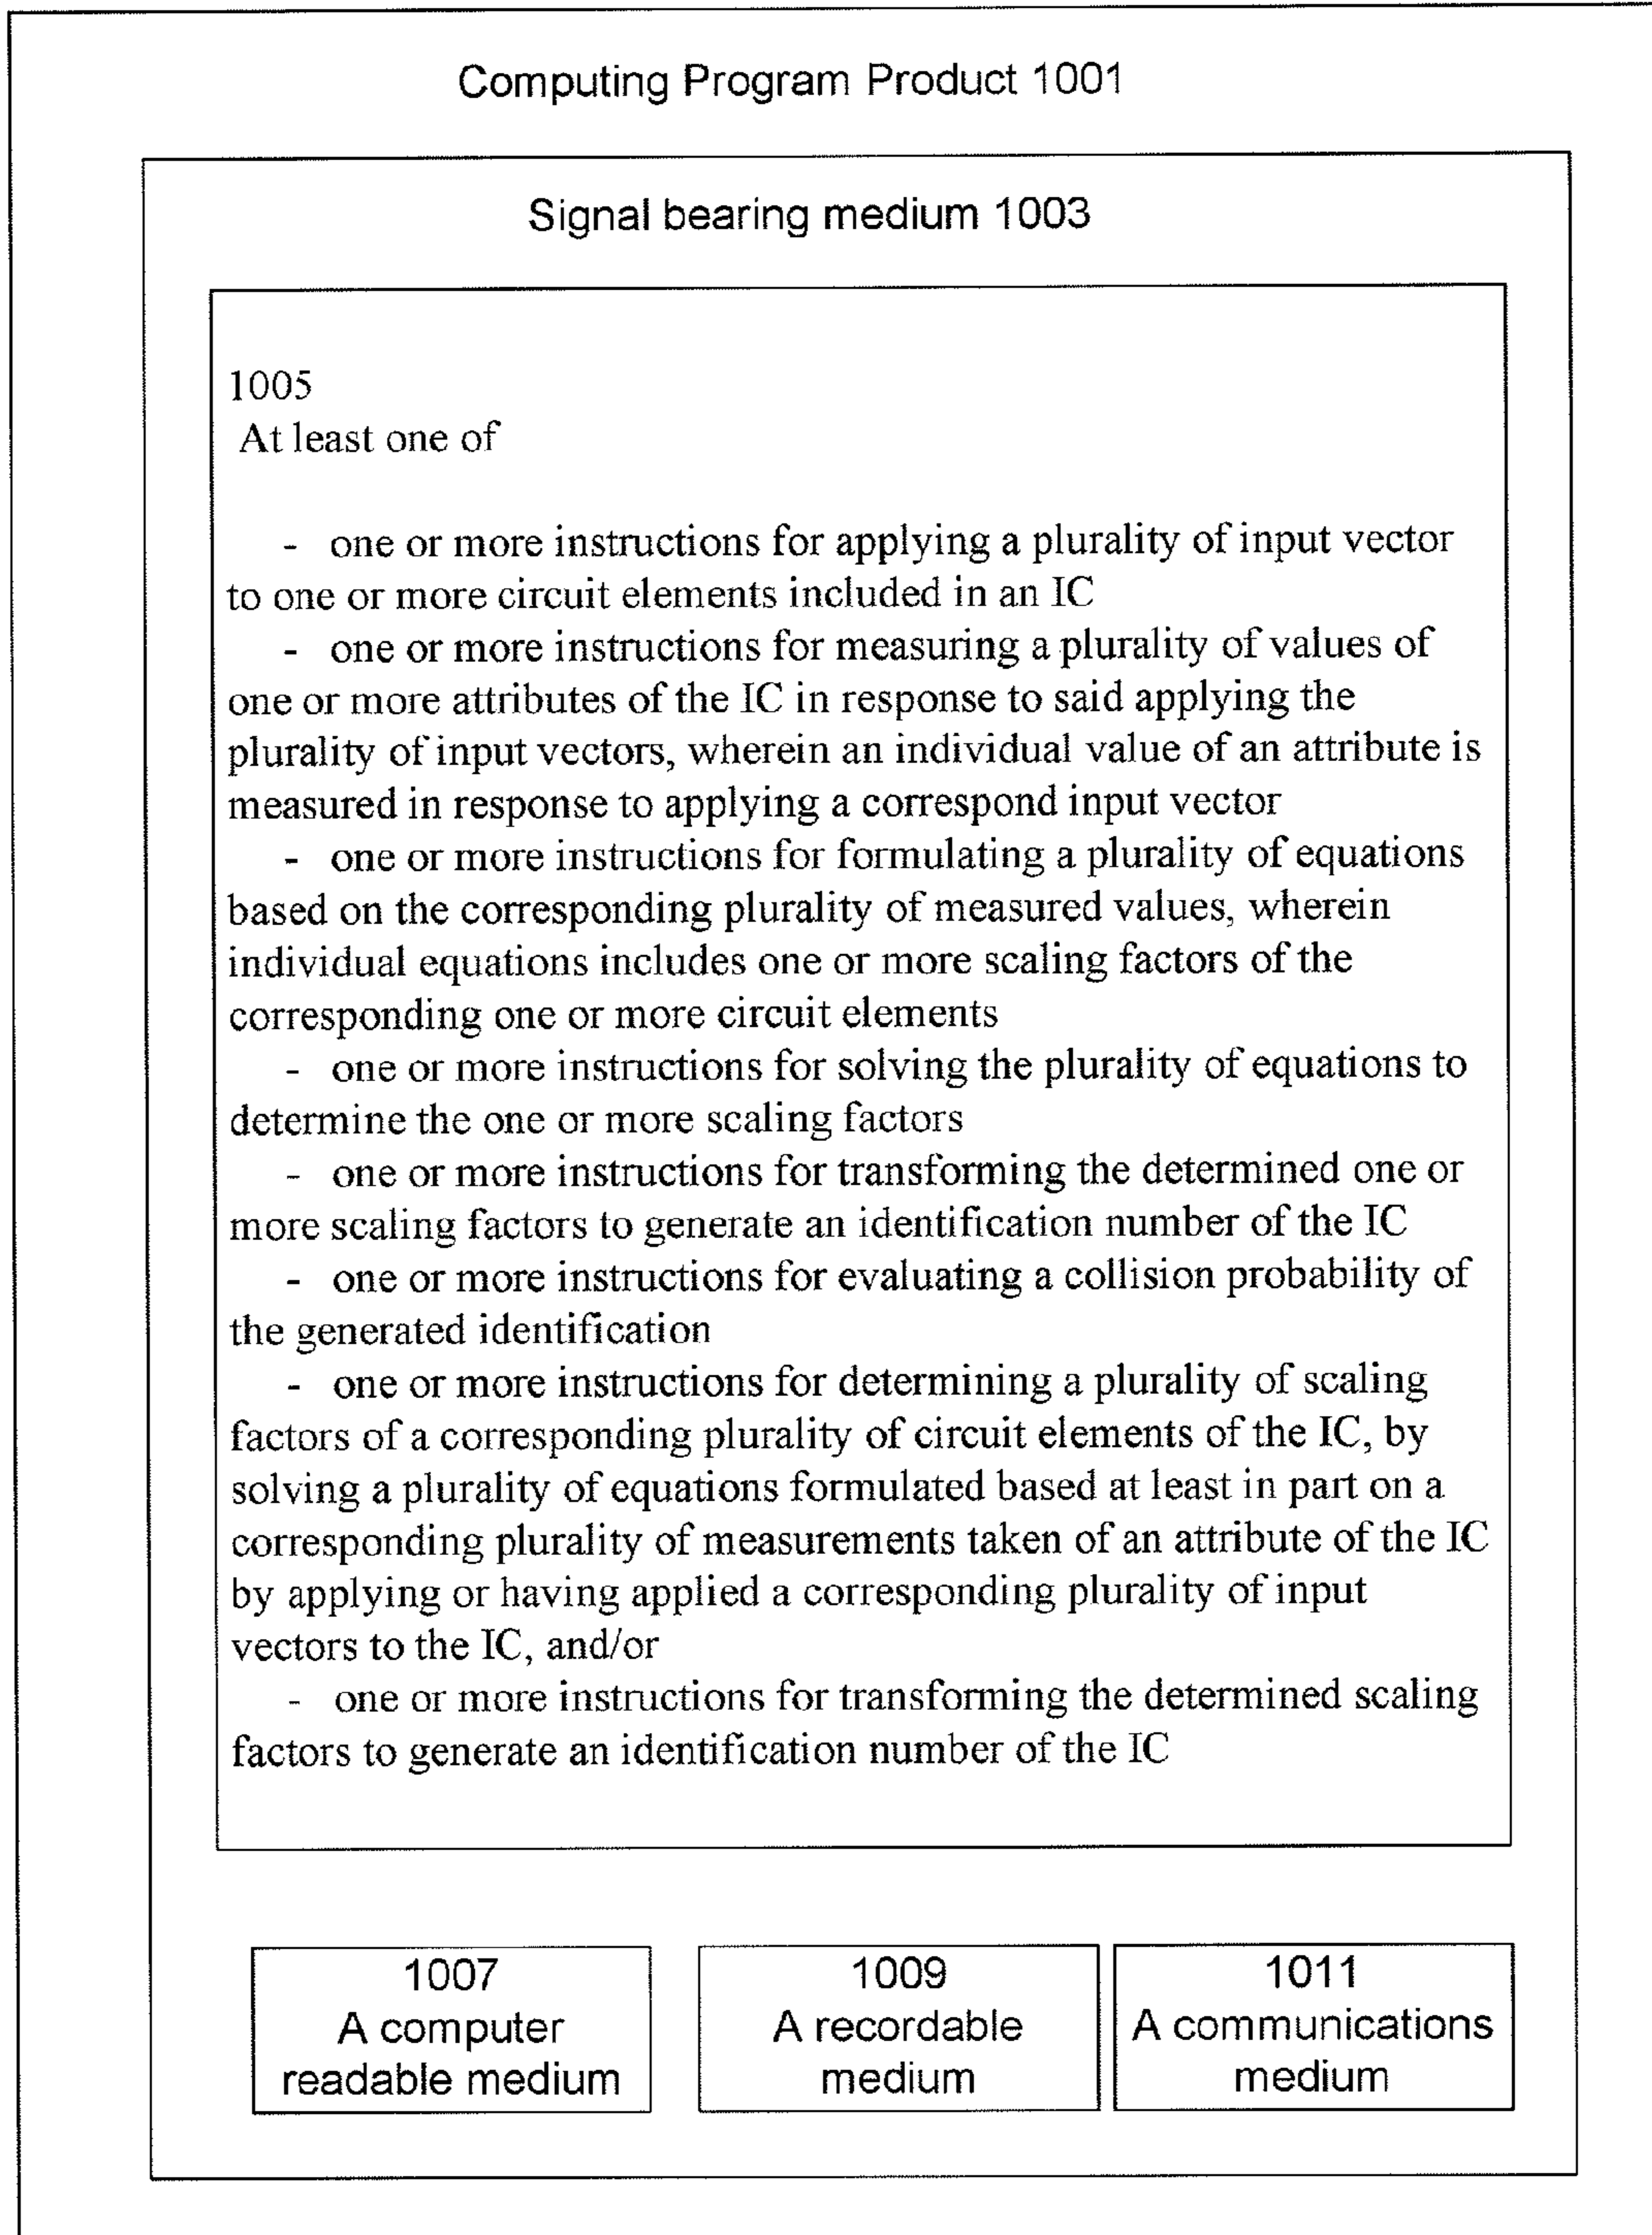 Computing Program Product 1001
Signal bearing medium 1003
1005
At least one of
- one or more instructions for applying a plurality of input vector
to one or more circuit elements included in an IC
- one or more instructions for measuring a plurality of values of
one or more attributes of the IC in response to said applying the
plurality of input vectors, wherein an individual value of an attribute is
measured in response to applying a correspond input vector
- one or more instructions for formulating a plurality of equations
based on the corresponding plurality of measured values, wherein
individual equations includes one or more scaling factors of the
corresponding one or more circuit elements
- one or more instructions for solving the plurality of equations to
determine the one or more scaling factors
- one or more instructions for transforming the determined one or
more scaling factors to generate an identification number of the IC
- one or more instructions for evaluating a collision probability of
the generated identification
- one or more instructions for determining a plurality of scaling
factors of a corresponding plurality of circuit elements of the IC, by
solving a plurality of equations formulated based at least in part on a
corresponding plurality of measurements taken of an attribute of the IC
by applying or having applied a corresponding plurality of input
vectors to the IC, and/or
- one or more instructions for transforming the determined scaling
factors to generate an identification number of the IC
1007
A computer
readable medium
1009
A recordable
medium
1011
A communications
medium